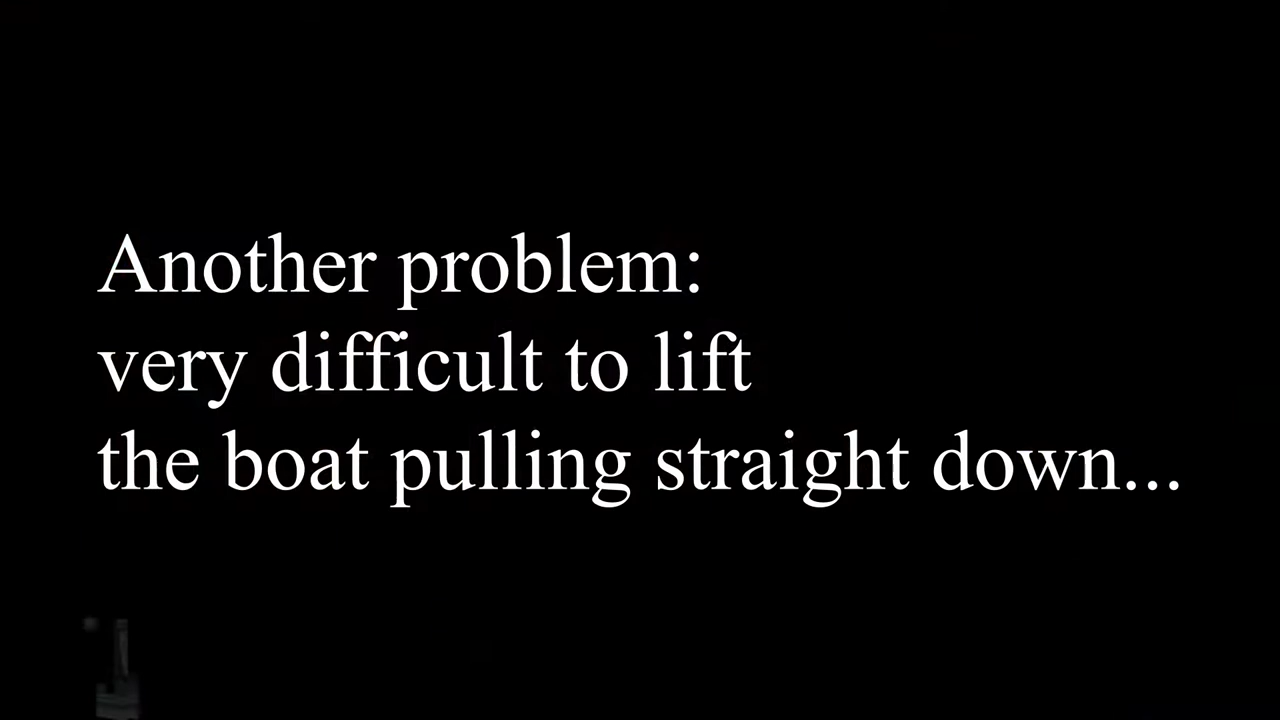 Another problem:
very difficult to lift
the boat pulling straight down...